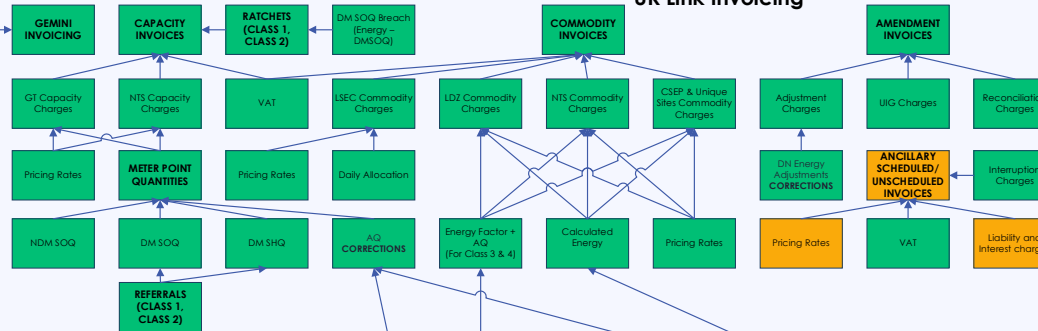 UK Link Invoicing
GEMINI
INVOICING
CAPACITY
INVOICES
RATCHETS
(CLASS 1,
CLASS 2)
DM SOQ Breach
(Energy –
DMSOQ)
COMMODITY
INVOICES
AMENDMENT
INVOICES
GT Capacity
Charges
NTS Capacity
Charges
VAT
LSEC Commodity
Charges
LDZ Commodity
Charges
NTS Commodity
Charges
CSEP & Unique
Sites Commodity
Charges
Adjustment
Charges
UIG Charges
Reconciliatio
Charges
Pricing Rates
METER POINT
QUANTITIES
Pricing Rates
Daily Allocation
DN Energy
Adjustments
CORRECTIONS
ANCILLARY
SCHEDULED/
UNSCHEDULED
INVOICES
Interruption
Charges
NDM SOQ
DM SOQ
DM SHQ
AQ
CORRECTIONS
Energy Factor +
AQ
(For Class 3 & 4)
Calculated
Energy
Pricing Rates
Pricing Rates
VAT
Liability and
Interest charg
REFERRALS
(CLASS 1,
CLASS 2)